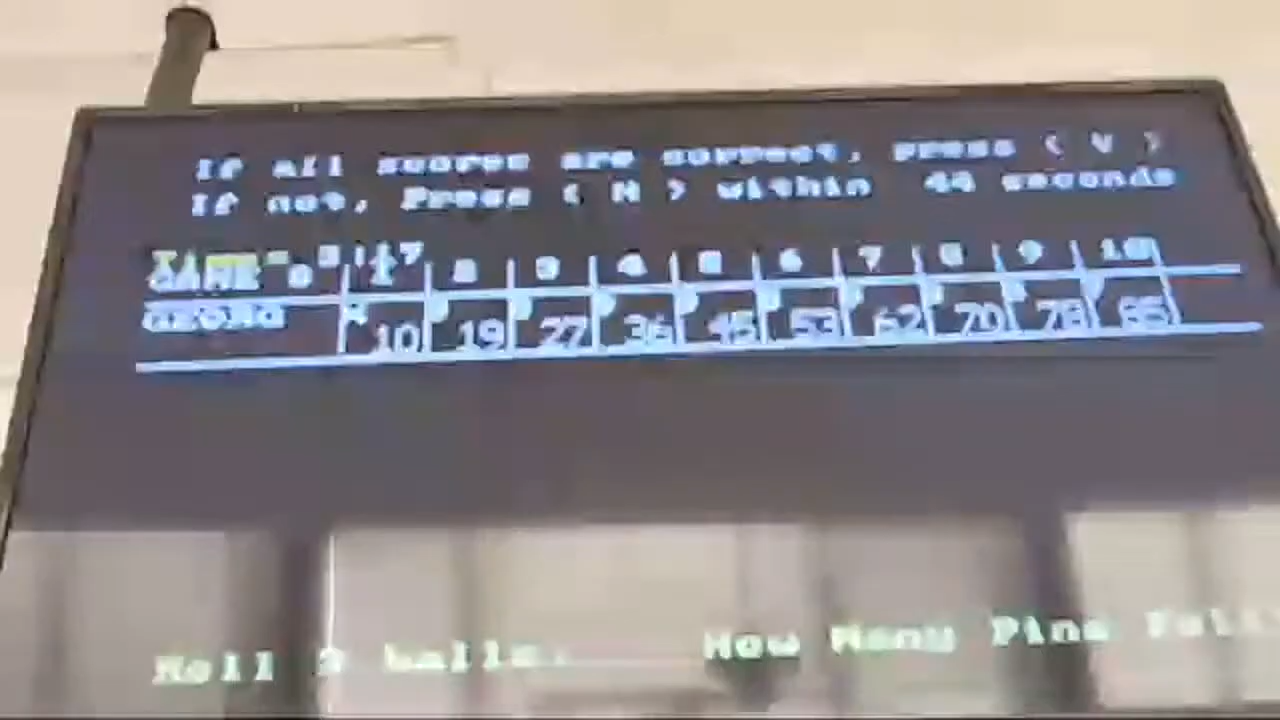 If all scores are correct, press ( Y )
If not, Press ( N ) within 44 seconds
GAME 1 2 3 4 5 6 7 8 9 10
10 19 27 36 45 53 62 70 78 85
Roll balls. How Many Pins